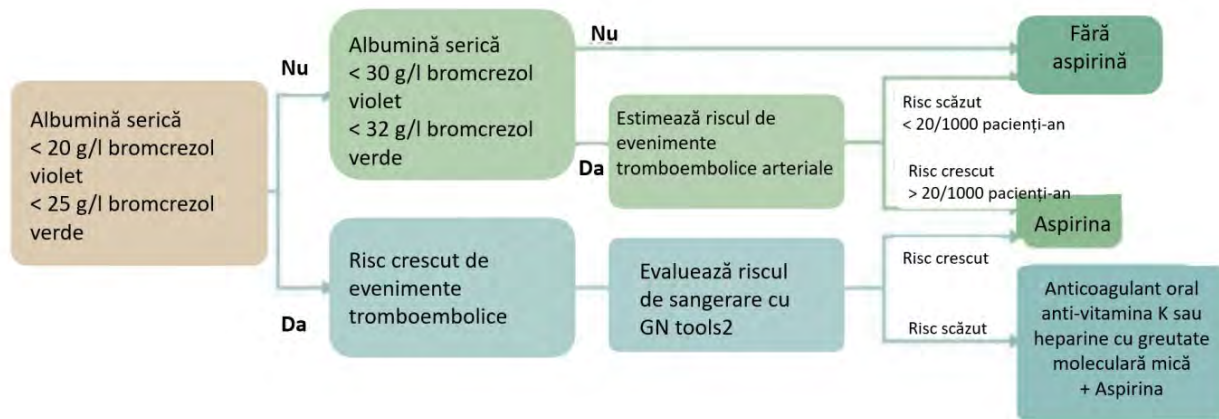 Albumină serică
< 20 g/l bromcrezol
violet
< 25 g/l bromcrezol
verde
Nu
Da
Albumină serică
< 30 g/l bromcrezol
violet
< 32 g/l bromcrezol
verde
Nu
Da
Estimează riscul de
evenimente
tromboembolice arteriale
Risc scăzut
< 20/1000 pacienți-an
Risc crescut
> 20/1000 pacienți-an
Fără
aspirină
Aspirina
Risc crescut de
evenimente
tromboembolice
Evaluează riscul
de sangerare cu
GN tools2
Risc crescut
Risc scăzut
Anticoagulant oral
anti-vitamina K sau
heparine cu greutate
moleculară mică
+ Aspirina